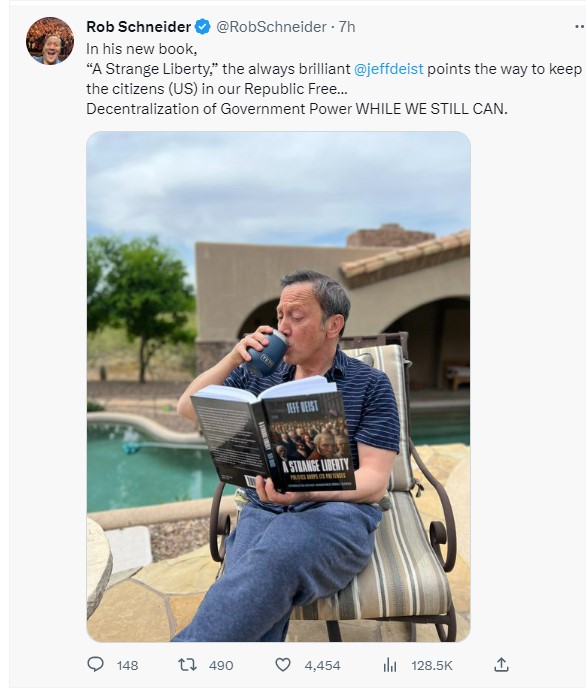 Rob Schneider @RobSchneider · 7h
In his new book,
“A Strange Liberty,” the always brilliant @jeffdeist points the way to keep
the citizens (US) in our Republic Free...
Decentralization of Government Power WHILE WE STILL CAN.
YETI
JEFF DEIST
A STRANGE LIBERTY
POLITICS DROPS ITS PRETENSES
148 490 4,454 128.5K